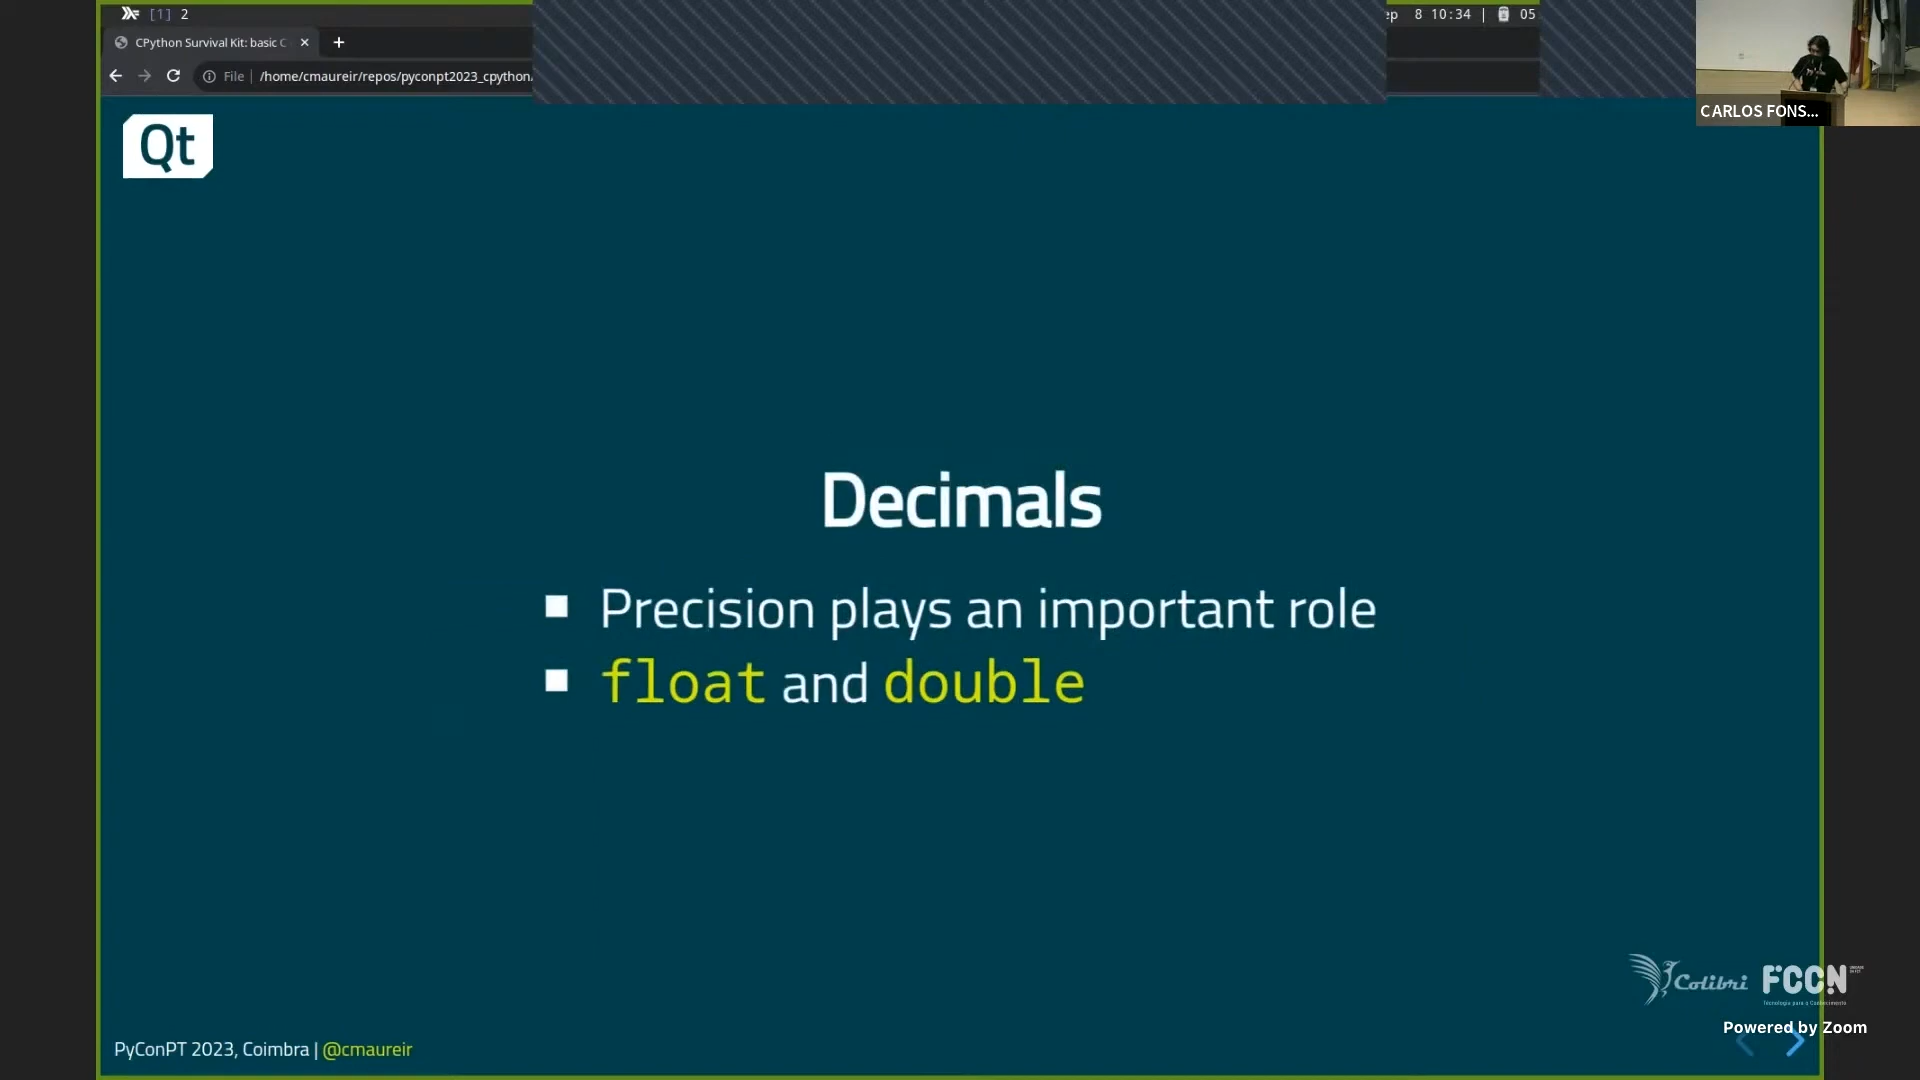 [1] 2
ep 8 10:34 | 05
CPython Survival Kit: basic C
File | /home/cmaureir/repos/pyconpt2023_cpython/
CARLOS FONS...
Qt
Decimals
Precision plays an important role
float and double
Colibri FCCN
Powered by Zoom
PyConPT 2023, Coimbra | @cmaureir